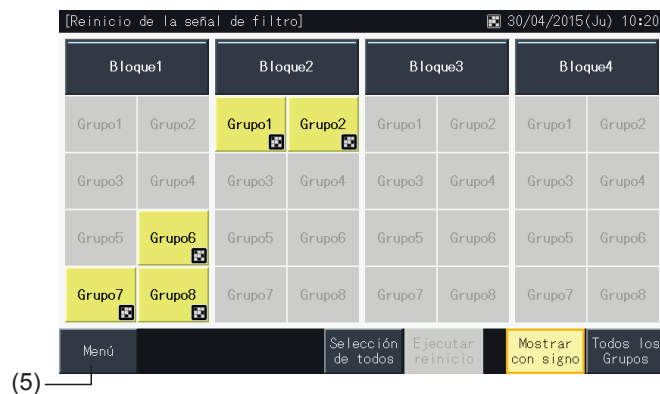 [Reinicio de la señal de filtro] 30/04/2015(Ju) 10:20
Bloque1 Bloque2 Bloque3 Bloque4
Grupo1 Grupo2 Grupo1 Grupo2 Grupo1 Grupo2 Grupo1 Grupo2
Grupo3 Grupo4 Grupo3 Grupo4 Grupo3 Grupo4 Grupo3 Grupo4
Grupo5 Grupo6 Grupo5 Grupo6 Grupo5 Grupo6 Grupo5 Grupo6
Grupo7 Grupo8 Grupo7 Grupo8 Grupo7 Grupo8 Grupo7 Grupo8
Menú
Selección
de todos
Ejecutar
reinicio
Mostrar
con signo
Todos los
Grupos
(5)